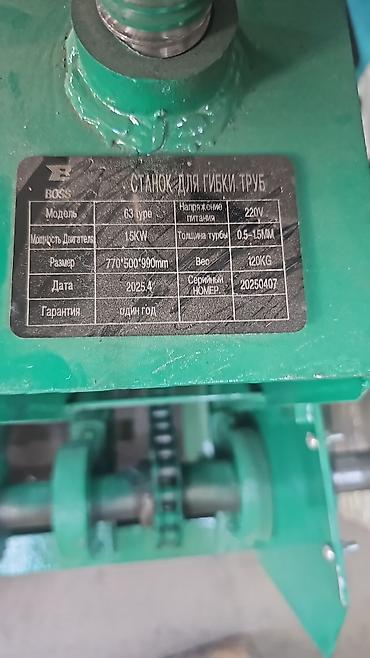 BOSS
СТАНОК ДЛЯ ГИБКИ ТРУБ
Модель 63 type Напряжение питания 220V
Мощность Двигателя 1.5KW Толщина турбы 0.5-1.5MM
Размер 770*500*990mm Вес 120KG
Дата 2025.4 Серийный НОМЕР. 20250407
Гарантия один год